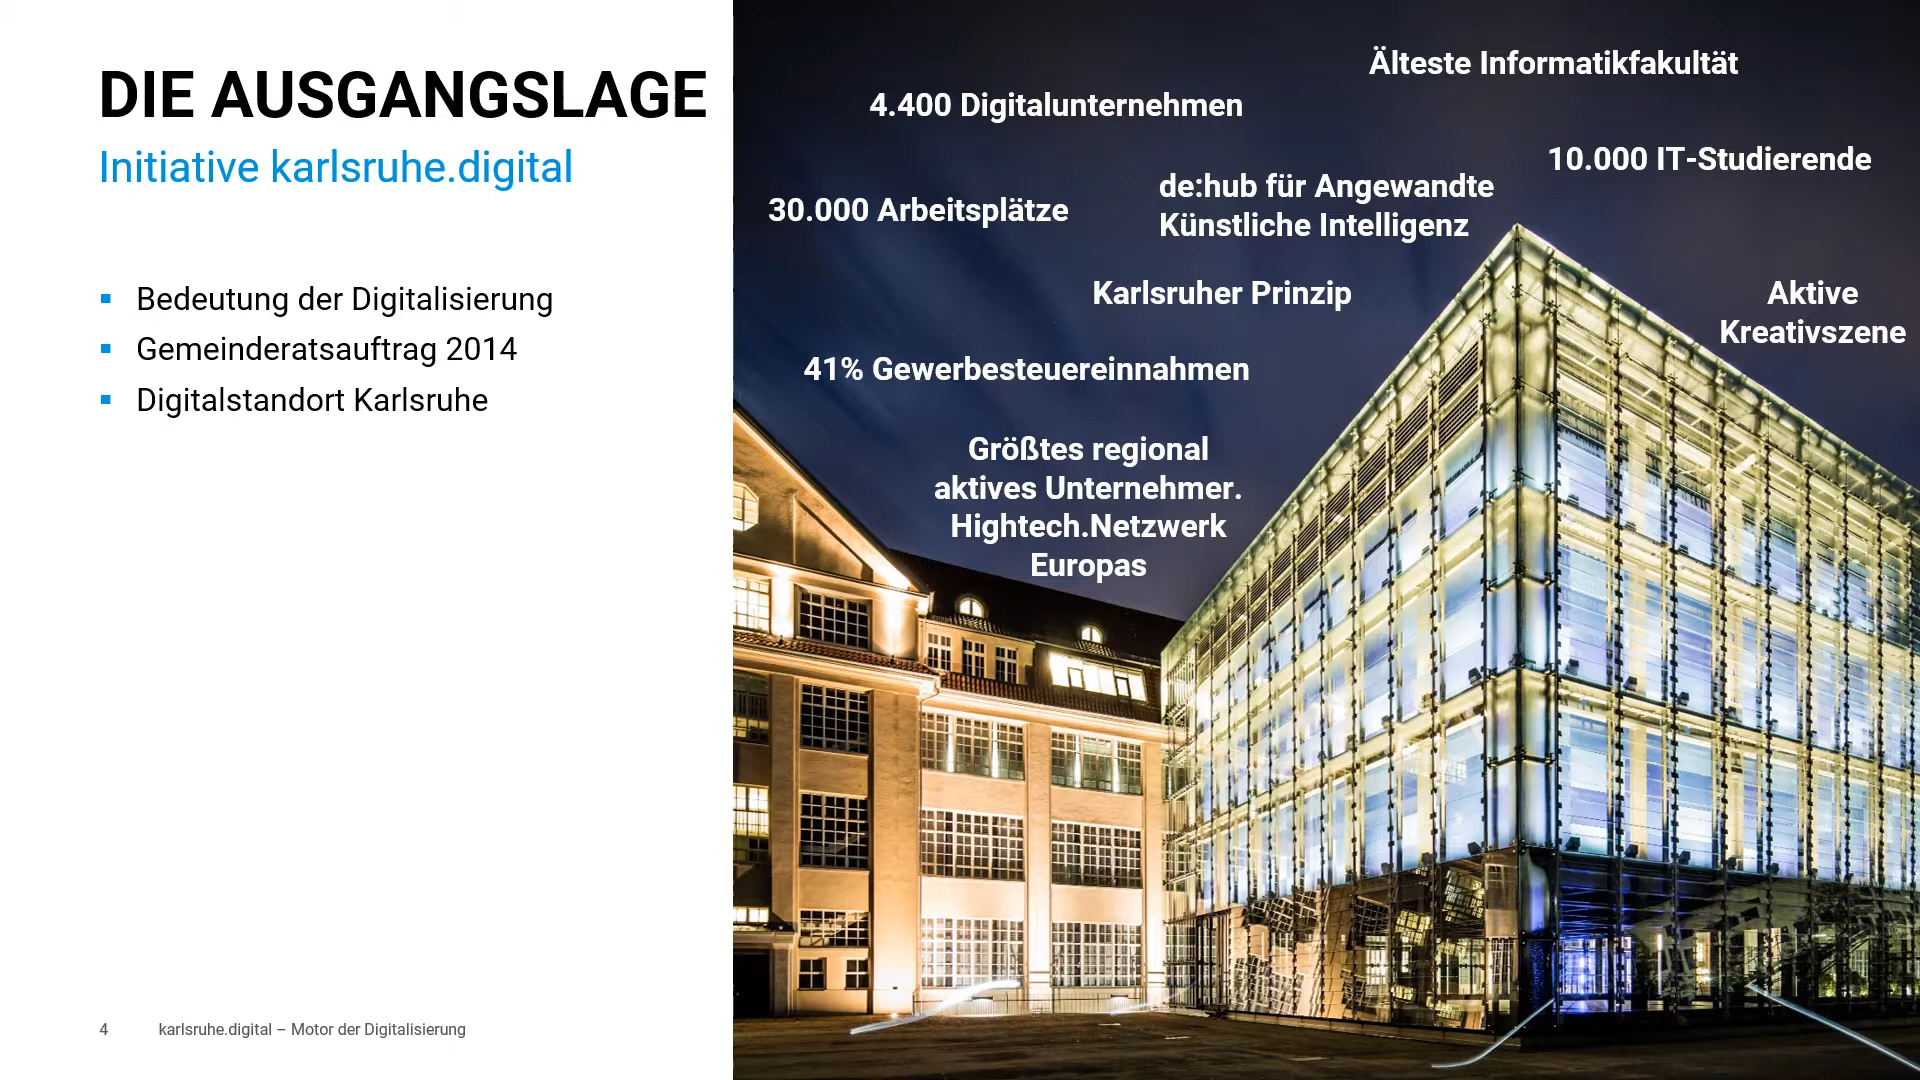 DIE AUSGANGSLAGE
Initiative karlsruhe.digital
▪ Bedeutung der Digitalisierung
▪ Gemeinderatsauftrag 2014
▪ Digitalstandort Karlsruhe
Älteste Informatikfakultät
4.400 Digitalunternehmen
10.000 IT-Studierende
de:hub für Angewandte
Künstliche Intelligenz
30.000 Arbeitsplätze
Karlsruher Prinzip
Aktive
Kreativszene
41% Gewerbesteuereinnahmen
Größtes regional
aktives Unternehmer.
Hightech.Netzwerk
Europas
4 karlsruhe.digital – Motor der Digitalisierung